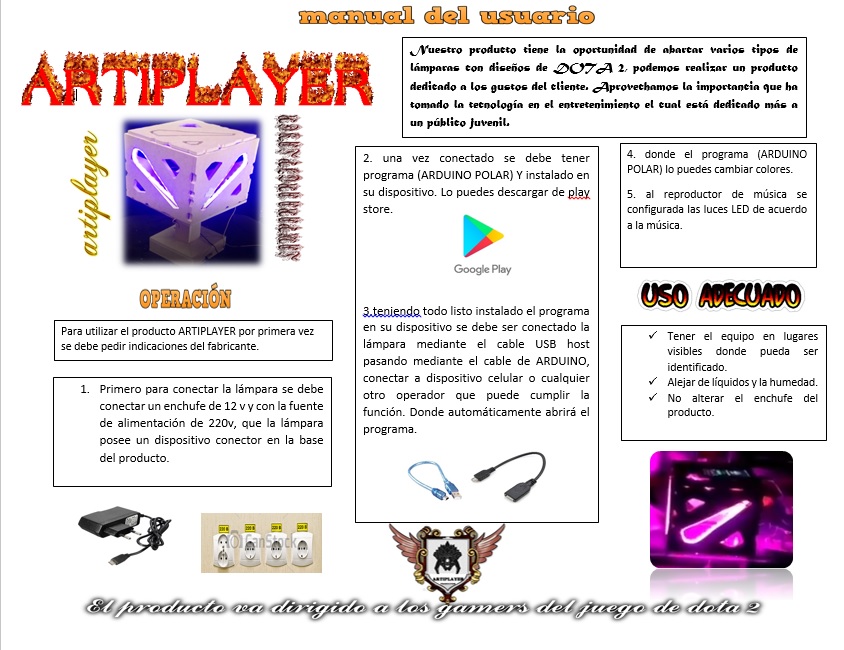 manual del usuario
ARTIPLAYER
Nuestro producto tiene la oportunidad de abarcar varios tipos de
lámparas con diseños de DOTA 2, podemos realizar un producto
dedicado a los gustos del cliente. Aprovechamos la importancia que ha
tomado la tecnología en el entretenimiento el cual está dedicado más a
un público juvenil.
artiplayer
OPERACIÓN
Para utilizar el producto ARTIPLAYER por primera vez
se debe pedir indicaciones del fabricante.
1. Primero para conectar la lámpara se debe
conectar un enchufe de 12 v y con la fuente
de alimentación de 220v, que la lámpara
posee un dispositivo conector en la base
del producto.
220 В 220 В 220 В 220 В
CanStock
2. una vez conectado se debe tener
programa (ARDUINO POLAR) Y instalado en
su dispositivo. Lo puedes descargar de play
store.
Google Play
3.teniendo todo listo instalado el programa
en su dispositivo se debe ser conectado la
lámpara mediante el cable USB host
pasando mediante el cable de ARDUINO,
conectar a dispositivo celular o cualquier
otro operador que puede cumplir la
función. Donde automáticamente abrirá el
programa.
ARTIPLAYER
4. donde el programa (ARDUINO
POLAR) lo puedes cambiar colores.
5. al reproductor de música se
configurada las luces LED de acuerdo
a la música.
USO ADECUADO
✓ Tener el equipo en lugares
visibles donde pueda ser
identificado.
✓ Alejar de líquidos y la humedad.
✓ No alterar el enchufe del
producto.
El producto va dirigido a los gamers del juego de dota 2